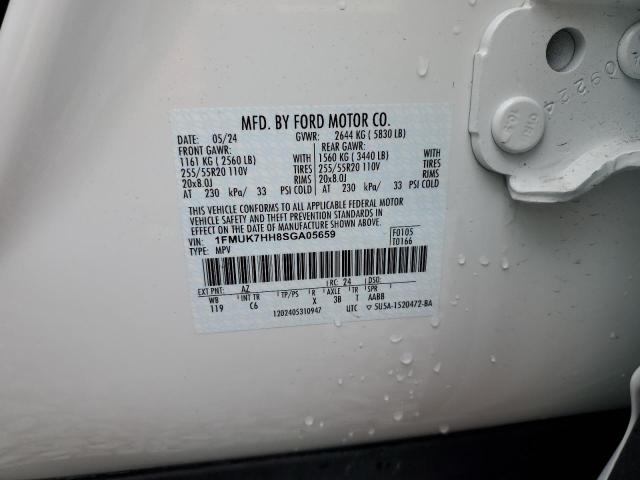 MFD. BY FORD MOTOR CO.
DATE: 05/24 GVWR: 2644 KG ( 5830 LB)
FRONT GAWR: REAR GAWR:
1161 KG ( 2560 LB) WITH 1560 KG ( 3440 LB) WITH
255/55R20 110V TIRES 255/55R20 110V TIRES
20x8.0J RIMS 20x8.0J RIMS
AT 230 kPa/ 33 PSI COLD AT 230 kPa/ 33 PSI COLD
THIS VEHICLE CONFORMS TO ALL APPLICABLE FEDERAL MOTOR
VEHICLE SAFETY AND THEFT PREVENTION STANDARDS IN
EFFECT ON THE DATE OF MANUFACTURE SHOWN ABOVE.
VIN: 1FMUK7HH8SGA05659 F0105
TYPE: MPV T0166
EXT PNT: AZ RC: 24 DSO:
WB INT TR TP/PS R AXLE TR SPR
119 C6 X 3B T AABB
1202405310947 UTC 5U5A-1520472-BA
09224